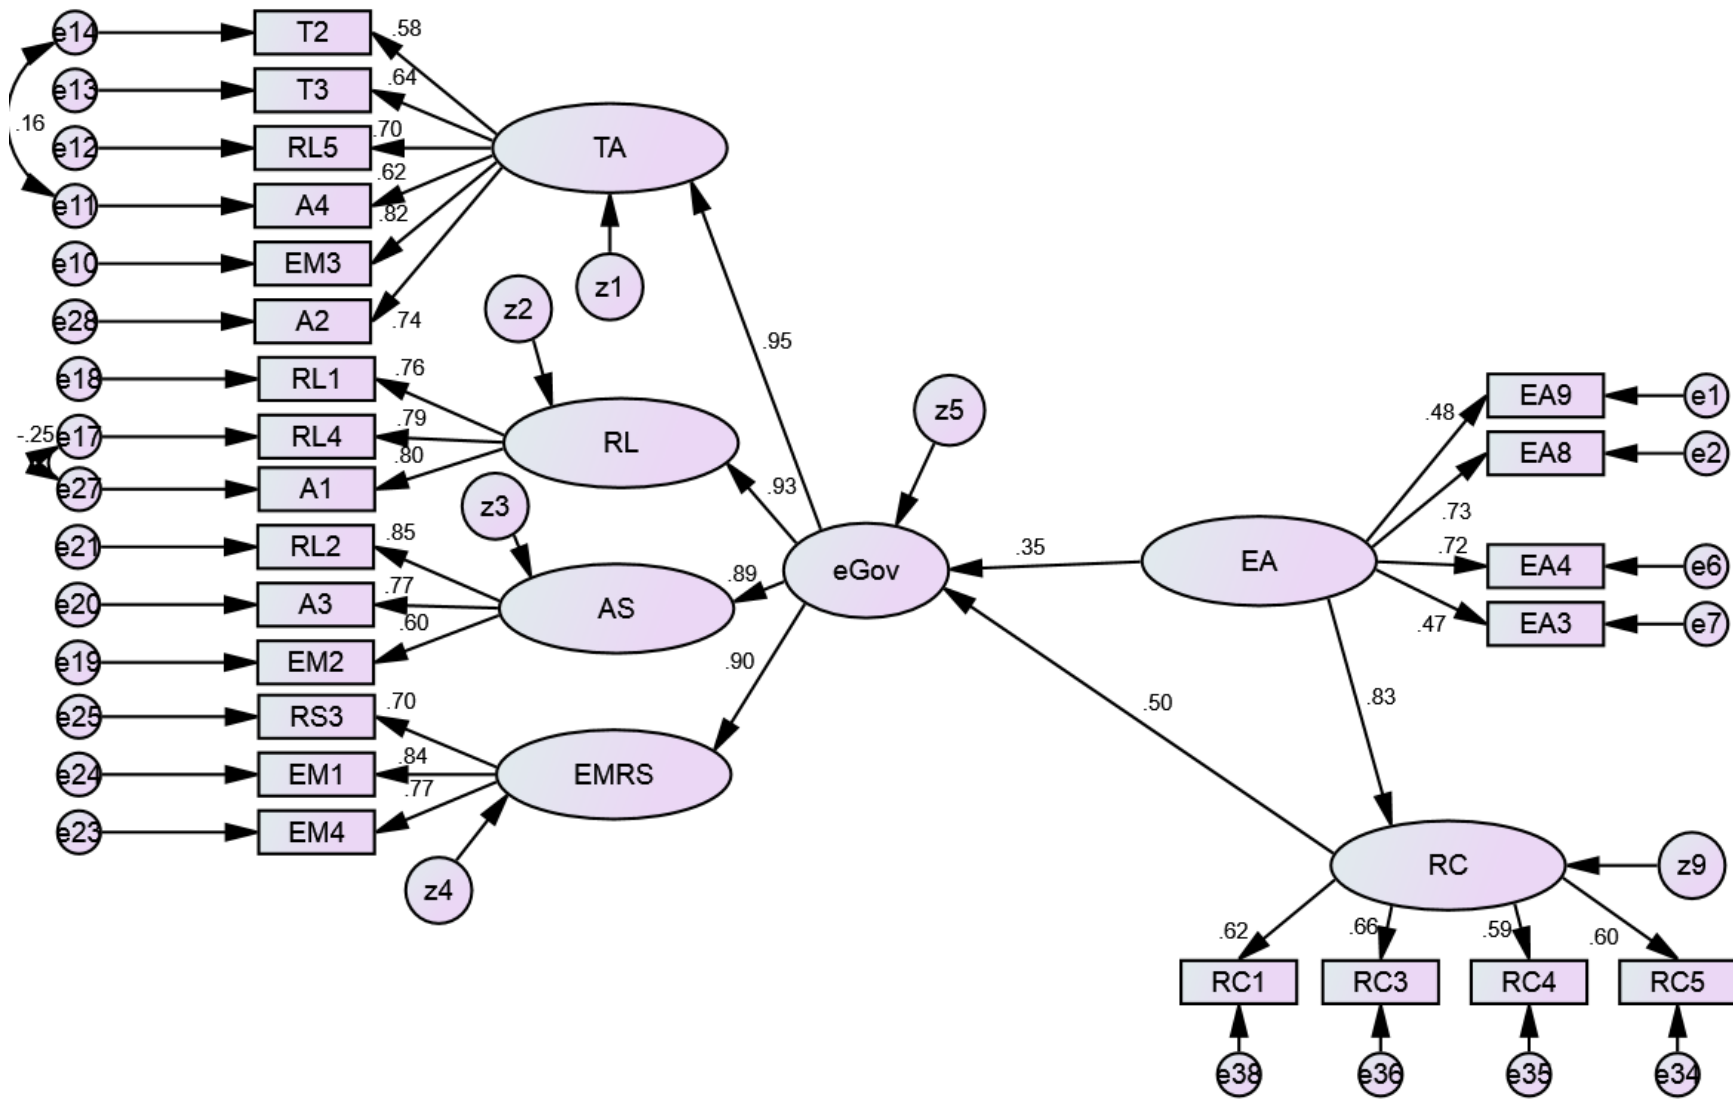 e14
T2
.58
e13
T3
.64
.16
e12
RL5
.70
TA
e11
A4
.62
.82
e10
EM3
z1
e28
A2
.74
z2
.95
e18
RL1
.76
z5
EA9
e1
.48
-.25
e17
RL4
.79
RL
EA8
e2
.80
e27
A1
.93
z3
.73
e21
RL2
.85
.35
.72
eGov
EA
EA4
e6
.89
.77
e20
A3
AS
.60
EA3
e7
.47
e19
EM2
.90
.83
e25
RS3
.70
.50
.84
e24
EM1
EMRS
.77
e23
EM4
RC
z9
z4
.62
.66
.59
.60
RC1
RC3
RC4
RC5
e38
e36
e35
e34